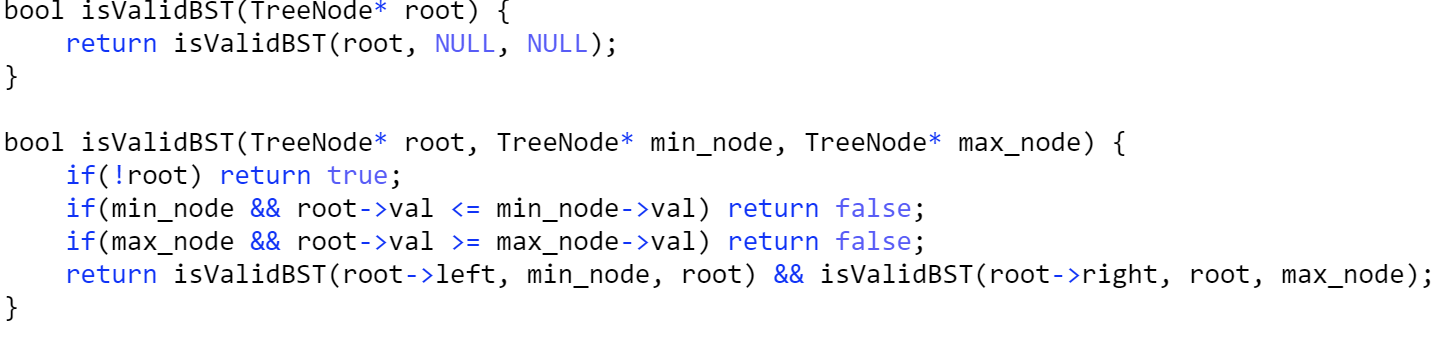 bool isValidBST(TreeNode* root) {
    return isValidBST(root, NULL, NULL);
}

bool isValidBST(TreeNode* root, TreeNode* min_node, TreeNode* max_node) {
    if(!root) return true;
    if(min_node && root->val <= min_node->val) return false;
    if(max_node && root->val >= max_node->val) return false;
    return isValidBST(root->left, min_node, root) && isValidBST(root->right, root, max_node);
}